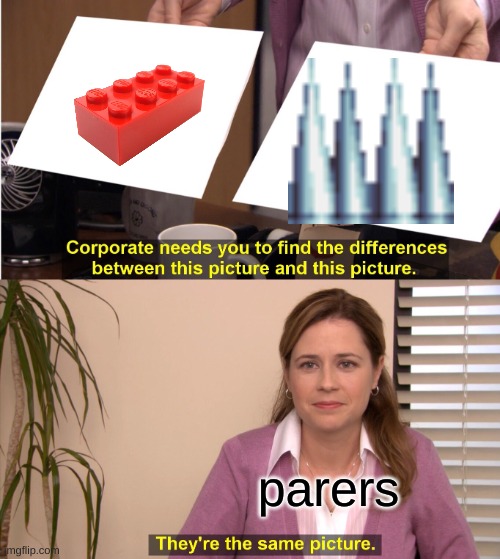 Corporate needs you to find the differences
between this picture and this picture.
parers
They're the same picture.
imgflip.com